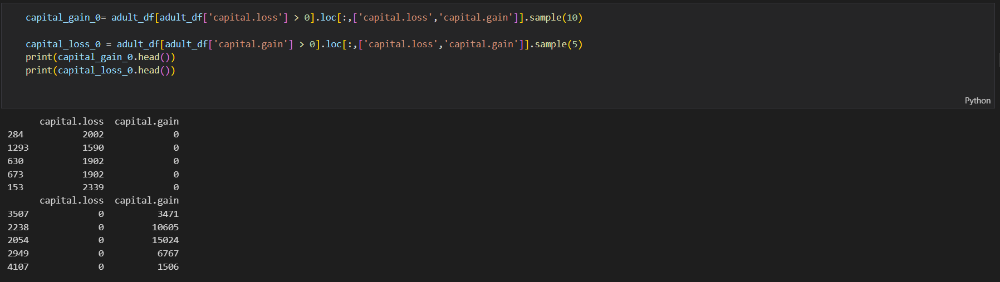 capital_gain_0= adult_df[adult_df['capital.loss'] > 0].loc[:,['capital.loss','capital.gain']].sample(10)
capital_loss_0 = adult_df[adult_df['capital.gain'] > 0].loc[:,['capital.loss','capital.gain']].sample(5)
print(capital_gain_0.head())
print(capital_loss_0.head())
Python
capital.loss capital.gain
284 2002 0
1293 1590 0
630 1902 0
673 1902 0
153 2339 0
capital.loss capital.gain
3507 0 3471
2238 0 10605
2054 0 15024
2949 0 6767
4107 0 1506